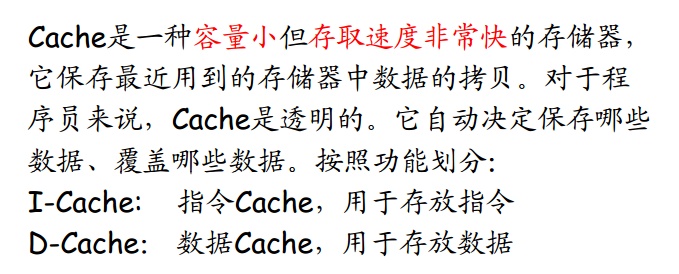 Cache是一种容量小但存取速度非常快的存储器，
它保存最近用到的存储器中数据的拷贝。对于程
序员来说，Cache是透明的。它自动决定保存哪些
数据、覆盖哪些数据。按照功能划分：
I-Cache： 指令Cache，用于存放指令
D-Cache： 数据Cache，用于存放数据